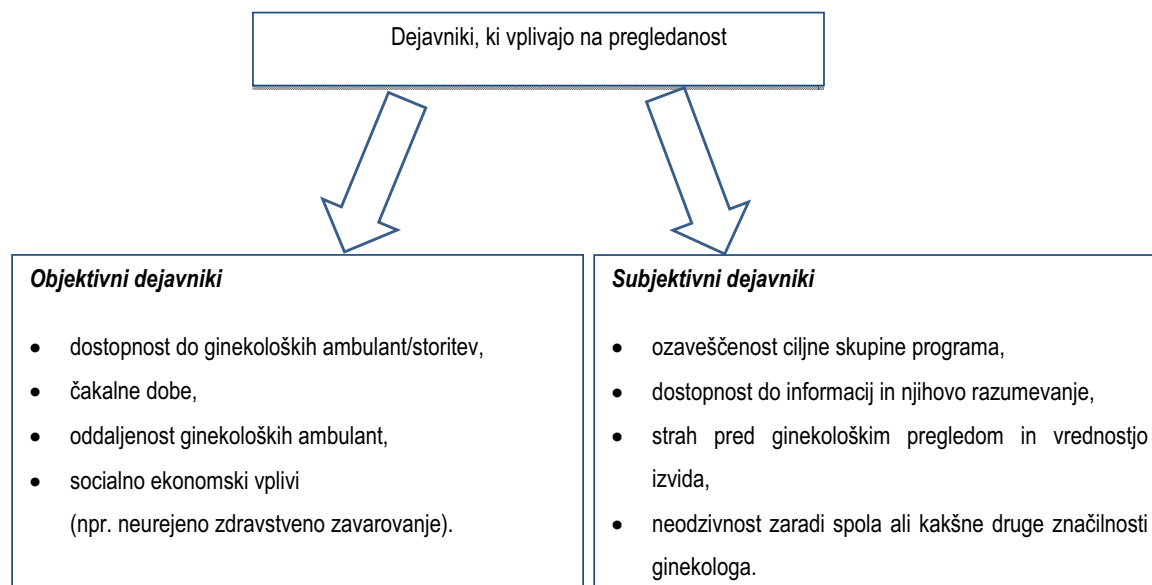 Dejavniki, ki vplivajo na pregledanost
Objektivni dejavniki
• dostopnost do ginekoloških ambulant/storitev,
• čakalne dobe,
• oddaljenost ginekoloških ambulant,
• socialno ekonomski vplivi
(npr. neurejeno zdravstveno zavarovanje).
Subjektivni dejavniki
• ozaveščenost ciljne skupine programa,
• dostopnost do informacij in njihovo razumevanje,
• strah pred ginekološkim pregledom in vrednostjo
izvida,
• neodzivnost zaradi spola ali kakšne druge značilnosti
ginekologa.